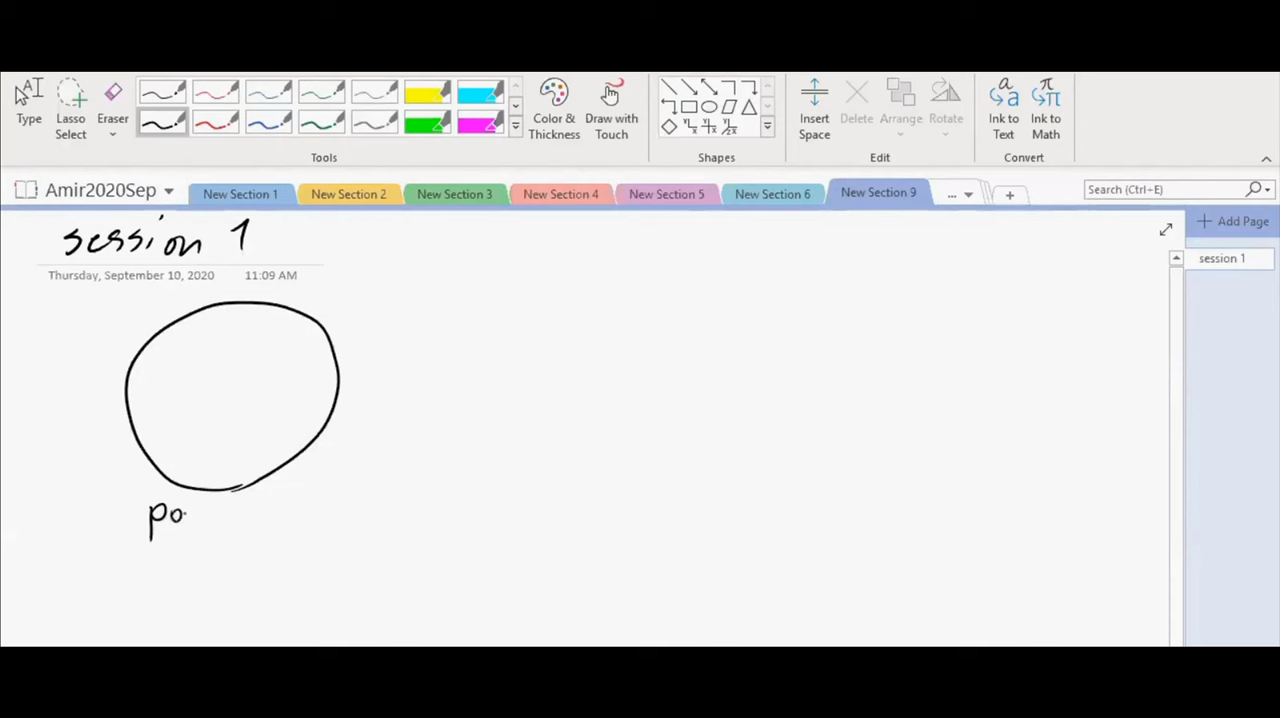 Type
Lasso Select
Eraser
Color & Thickness
Draw with Touch
Insert Space
Delete
Arrange
Rotate
Ink to Text
Ink to Math
Tools
Shapes
Edit
Convert
Amir2020Sep
New Section 1
New Section 2
New Section 3
New Section 4
New Section 5
New Section 6
New Section 9
...
Search (Ctrl+E)
Add Page
session 1
session 1
Thursday, September 10, 2020 11:09 AM
po